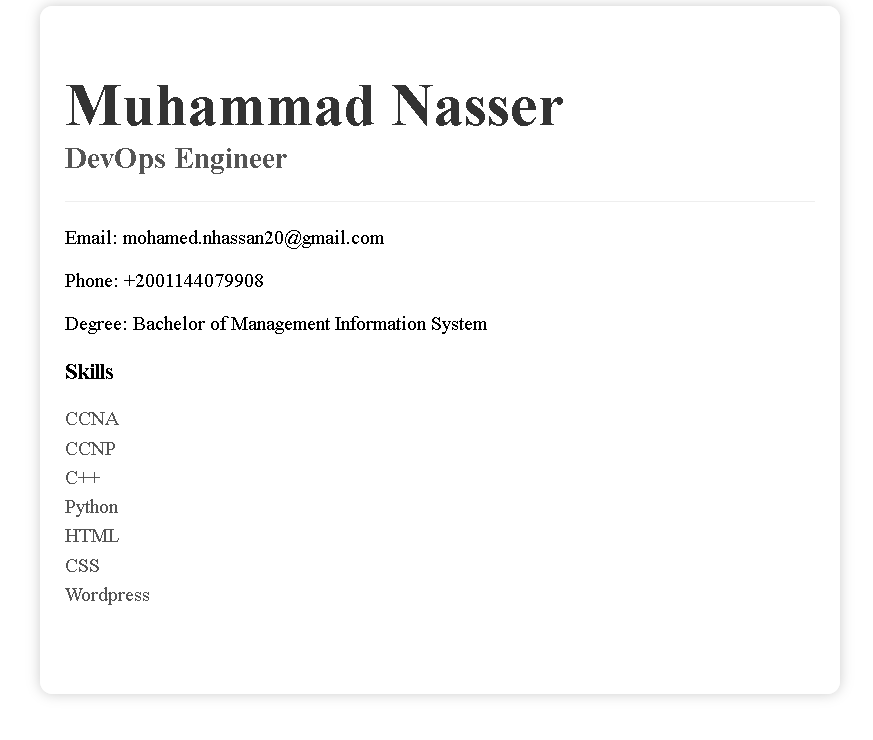 Muhammad Nasser
DevOps Engineer
Email: mohamed.nhassan20@gmail.com
Phone: +2001144079908
Degree: Bachelor of Management Information System
Skills
CCNA
CCNP
C++
Python
HTML
CSS
Wordpress